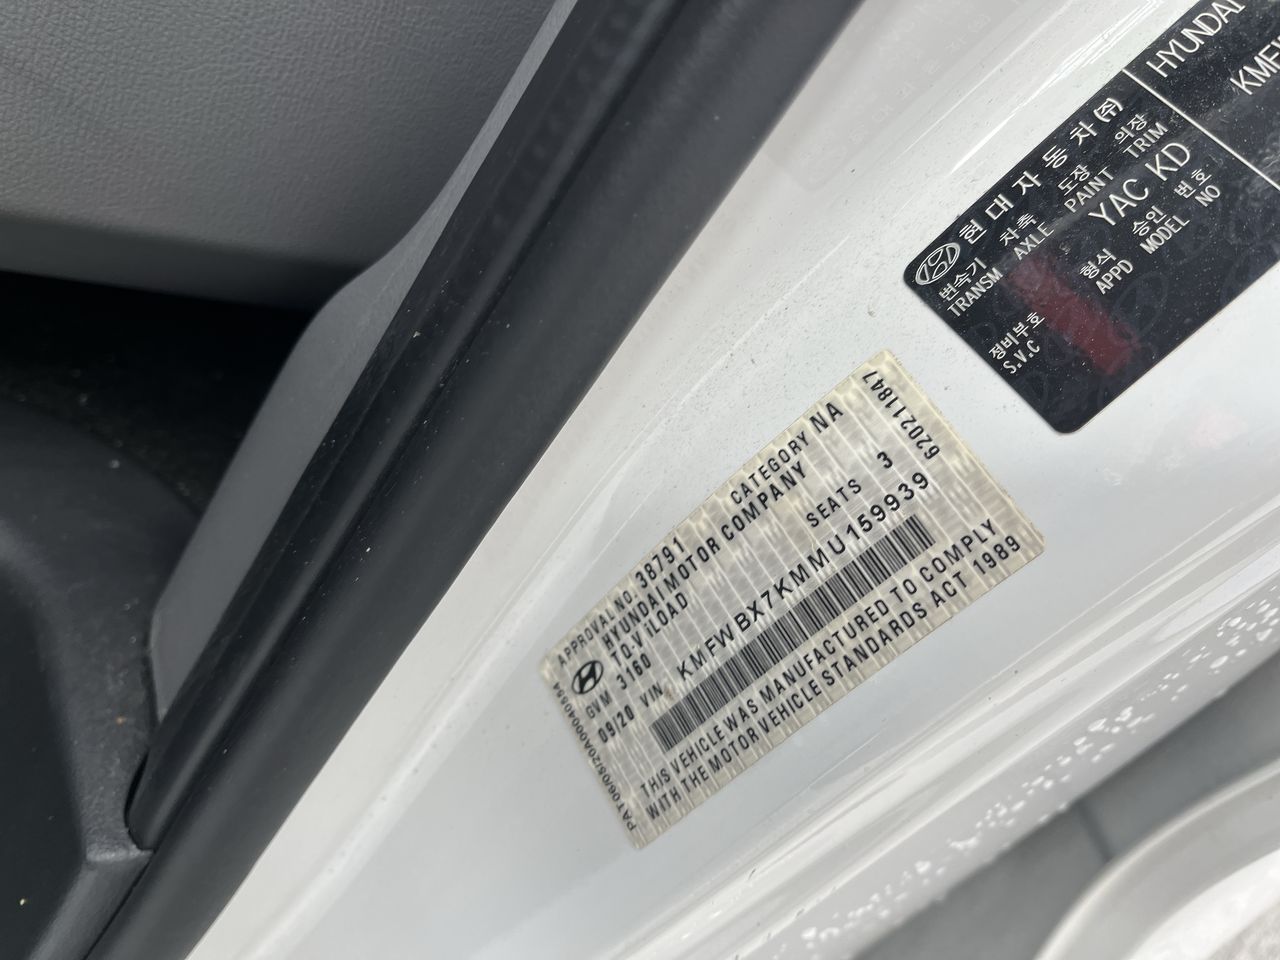 APPROVAL NO. 38791 CATEGORY NA
HYUNDAI MOTOR COMPANY
TQ-V iLOAD
GVM 3160 SEATS 3
09/20 VIN KMFWBX7KMMU159939
THIS VEHICLE WAS MANUFACTURED TO COMPLY
WITH THE MOTOR VEHICLE STANDARDS ACT 1989
620211847
현대자동차(주)
HYUNDAI
변속기 차축 도장 의장
TRANSM AXLE PAINT TRIM
YAC KD
형식 승인 번호
APPD MODEL NO
정비부호
S.V.C